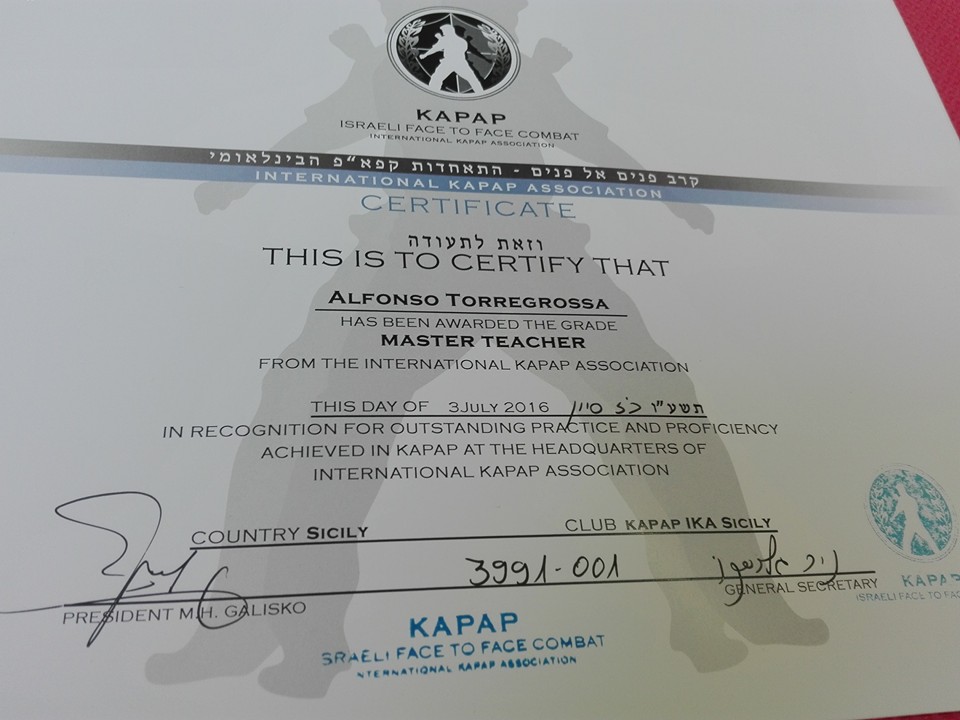 KAPAP
ISRAELI FACE TO FACE COMBAT
INTERNATIONAL KAPAP ASSOCIATION
קרב פנים אל פנים - התאחדות קפא"פ הבינלאומי
INTERNATIONAL KAPAP ASSOCIATION
CERTIFICATE
וזאת לתעודה
THIS IS TO CERTIFY THAT
ALFONSO TORREGROSSA
HAS BEEN AWARDED THE GRADE
MASTER TEACHER
FROM THE INTERNATIONAL KAPAP ASSOCIATION
THIS DAY OF 3JULY 2016 כ"ז סיון תשע"ו
IN RECOGNITION FOR OUTSTANDING PRACTICE AND PROFICIENCY
ACHIEVED IN KAPAP AT THE HEADQUARTERS OF
INTERNATIONAL KAPAP ASSOCIATION
COUNTRY SICILY CLUB KAPAP IKA SICILY
3991-001
PRESIDENT M.H. GALISKO GENERAL SECRETARY
KAPAP
ISRAELI FACE TO
KAPAP
SRAELI FACE TO FACE COMBAT
NTERNATIONAL KAPAP ASSOCIATION